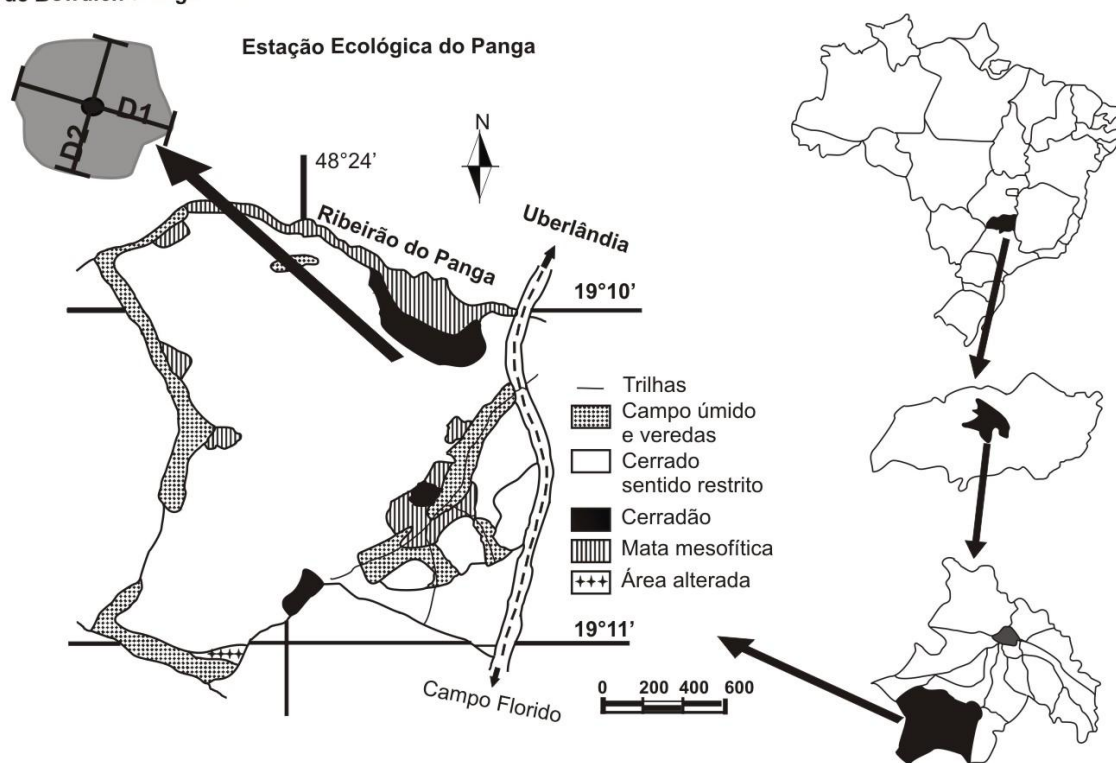 Estação Ecológica do Panga
D1
D2
48°24’
N
Uberlândia
Ribeirão do Panga
19°10’
Trilhas
Campo úmido
e veredas
Cerrado
sentido restrito
Cerradão
Mata mesofítica
Área alterada
19°11’
Campo Florido
0 200 400 600